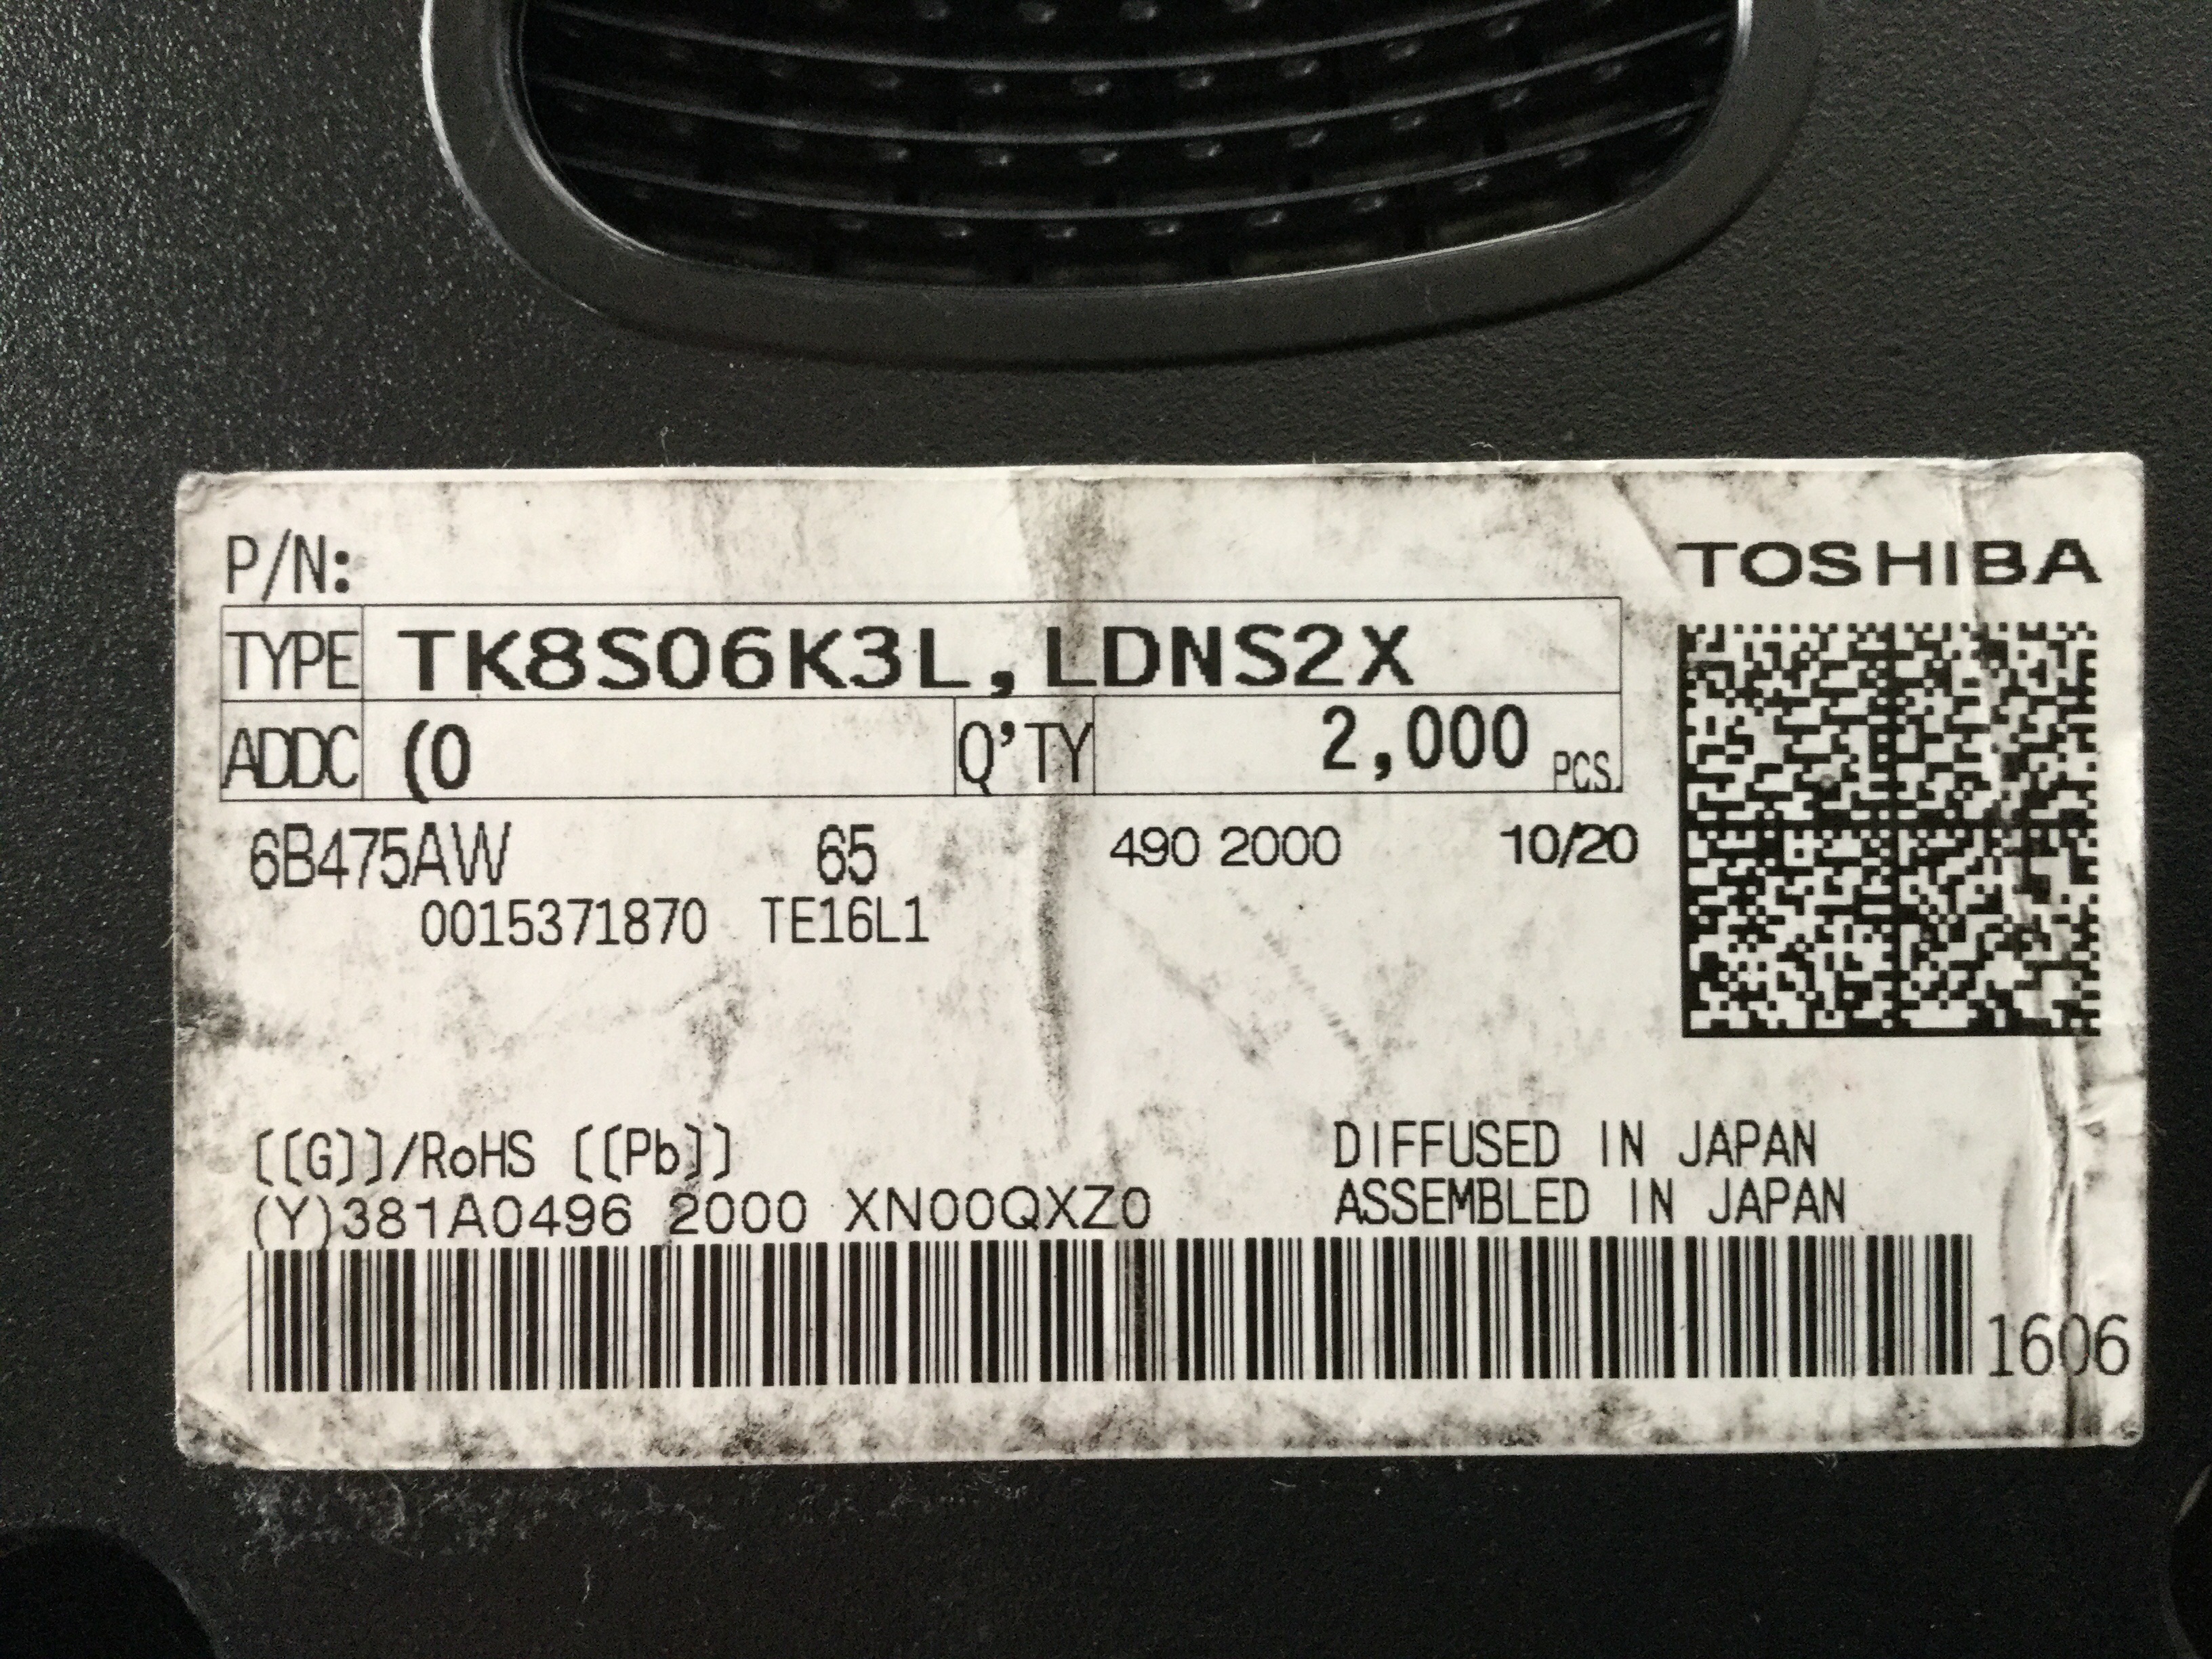 P/N:
TOSHIBA
TYPE TK8S06K3L,LDNS2X
ADDC (0 Q'TY 2,000 PCS.
6B475AW 65 490 2000 10/20
0015371870 TE16L1
[[G]]/RoHS [[Pb]]
DIFFUSED IN JAPAN
(Y)381A0496 2000 XN00QXZ0
ASSEMBLED IN JAPAN
1606